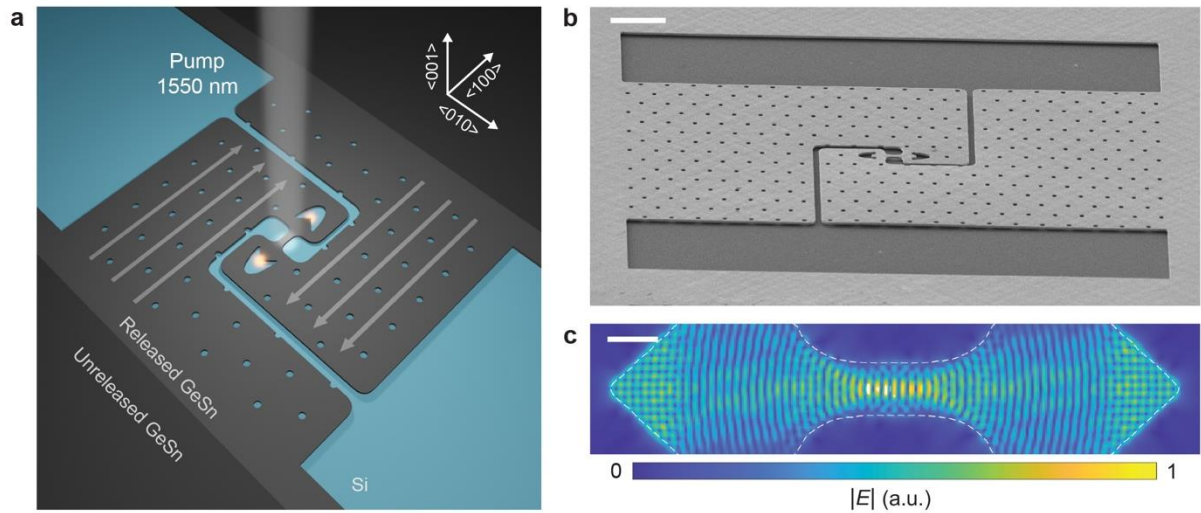 a
Pump
1550 nm
<001>
<100>
<010>
Released GeSn
Unreleased GeSn
Si
b
c
0
1
|E| (a.u.)